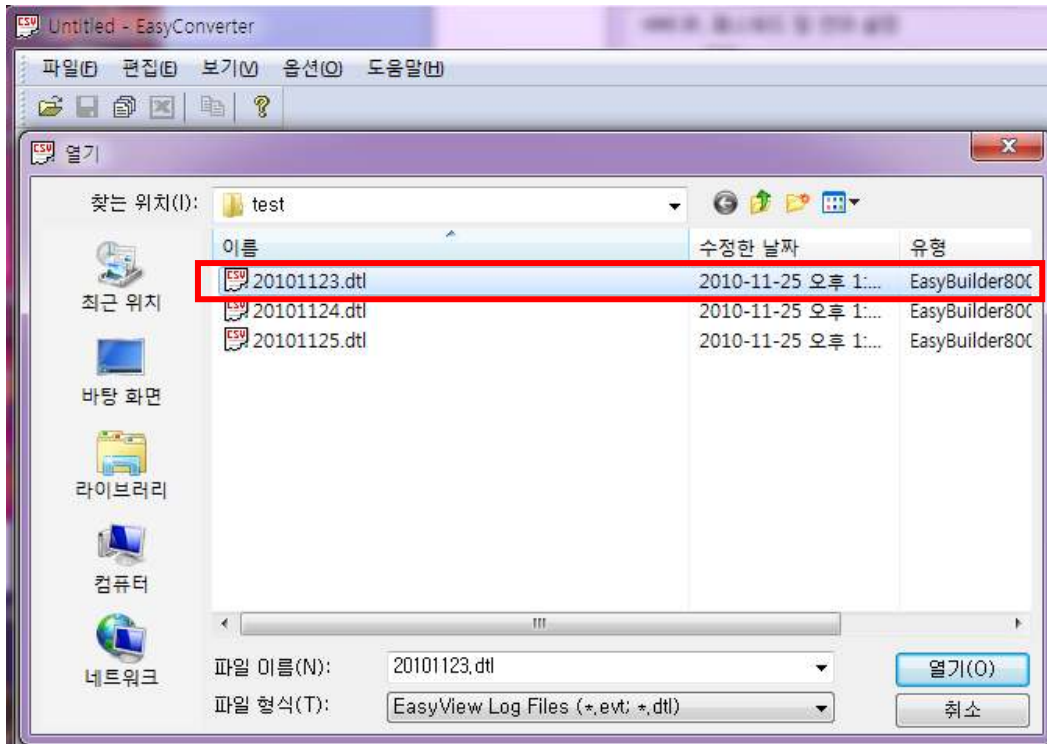 Untitled - EasyConverter
파일(F) 편집(E) 보기(V) 옵션(O) 도움말(H)
열기
찾는 위치(I): test
이름 수정한 날짜 유형
20101123.dtl 2010-11-25 오후 1:... EasyBuilder800
20101124.dtl 2010-11-25 오후 1:... EasyBuilder800
20101125.dtl 2010-11-25 오후 1:... EasyBuilder800
최근 위치
바탕 화면
라이브러리
컴퓨터
네트워크
파일 이름(N): 20101123.dtl 열기(O)
파일 형식(T): EasyView Log Files (*.evt; *.dtl) 취소